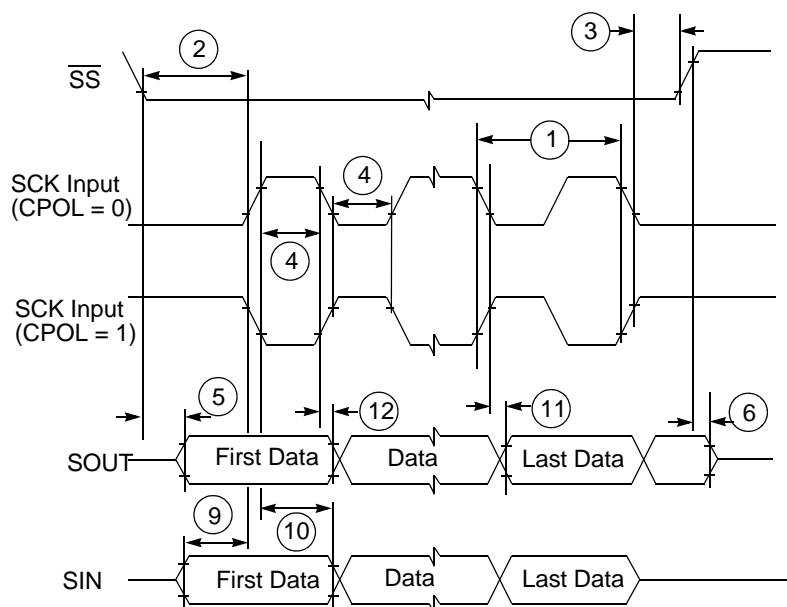 2
3
SS
1
SCK Input
(CPOL = 0)
4
4
SCK Input
(CPOL = 1)
5
12
11
6
SOUT
First Data
Data
Last Data
9
10
SIN
First Data
Data
Last Data